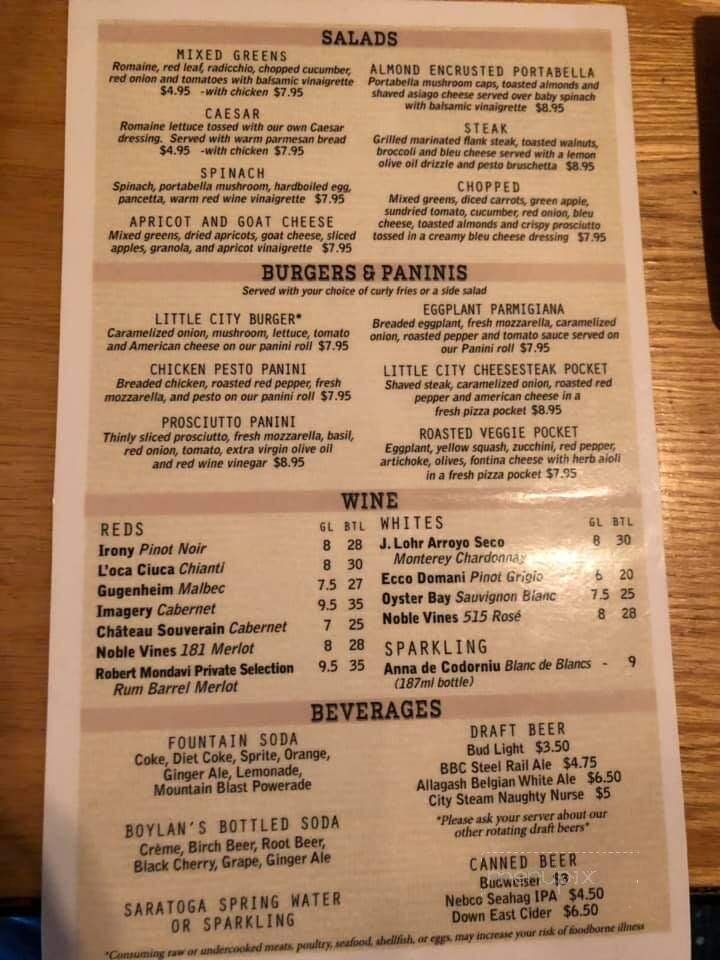 SALADS
MIXED GREENS
Romaine, red leaf, radicchio, chopped cucumber,
red onion and tomatoes with balsamic vinaigrette
$4.95 -with chicken $7.95
CAESAR
Romaine lettuce tossed with our own Caesar
dressing. Served with warm parmesan bread
$4.95 -with chicken $7.95
SPINACH
Spinach, portabella mushroom, hardboiled egg,
pancetta, warm red wine vinaigrette $7.95
APRICOT AND GOAT CHEESE
Mixed greens, dried apricots, goat cheese, sliced
apples, granola, and apricot vinaigrette $7.95
ALMOND ENCRUSTED PORTABELLA
Portabella mushroom caps, toasted almonds and
shaved asiago cheese served over baby spinach
with balsamic vinaigrette $8.95
STEAK
Grilled marinated flank steak, toasted walnuts,
broccoli and bleu cheese served with a lemon
olive oil drizzle and pesto bruschetta $8.95
CHOPPED
Mixed greens, diced carrots, green apple,
sundried tomato, cucumber, red onion, bleu
cheese, toasted almonds and crispy prosciutto
tossed in a creamy bleu cheese dressing $7.95
BURGERS & PANINIS
Served with your choice of curly fries or a side salad
LITTLE CITY BURGER*
Caramelized onion, mushroom, lettuce, tomato
and American cheese on our panini roll $7.95
CHICKEN PESTO PANINI
Breaded chicken, roasted red pepper, fresh
mozzarella, and pesto on our panini roll $7.95
PROSCIUTTO PANINI
Thinly sliced prosciutto, fresh mozzarella, basil,
red onion, tomato, extra virgin olive oil
and red wine vinegar $8.95
EGGPLANT PARMIGIANA
Breaded eggplant, fresh mozzarella, caramelized
onion, roasted pepper and tomato sauce served on
our Panini roll $7.95
LITTLE CITY CHEESESTEAK POCKET
Shaved steak, caramelized onion, roasted red
pepper and american cheese in a
fresh pizza pocket $8.95
ROASTED VEGGIE POCKET
Eggplant, yellow squash, zucchini, red pepper,
artichoke, olives, fontina cheese with herb aioli
in a fresh pizza pocket $7.95
WINE
REDS GL BTL
Irony Pinot Noir 8 28
L'oca Ciuca Chianti 8 30
Gugenheim Malbec 7.5 27
Imagery Cabernet 9.5 35
Château Souverain Cabernet 7 25
Noble Vines 181 Merlot 8 28
Robert Mondavi Private Selection 9.5 35
Rum Barrel Merlot
WHITES GL BTL
J. Lohr Arroyo Seco 8 30
Monterey Chardonnay
Ecco Domani Pinot Grigio 6 20
Oyster Bay Sauvignon Blanc 7.5 25
Noble Vines 515 Rosé 8 28
SPARKLING
Anna de Codorniu Blanc de Blancs - 9
(187ml bottle)
BEVERAGES
FOUNTAIN SODA
Coke, Diet Coke, Sprite, Orange,
Ginger Ale, Lemonade,
Mountain Blast Powerade
BOYLAN'S BOTTLED SODA
Crème, Birch Beer, Root Beer,
Black Cherry, Grape, Ginger Ale
SARATOGA SPRING WATER
OR SPARKLING
DRAFT BEER
Bud Light $3.50
BBC Steel Rail Ale $4.75
Allagash Belgian White Ale $6.50
City Steam Naughty Nurse $5
*Please ask your server about our
other rotating draft beers*
CANNED BEER
Budweiser $3
menupix
Nebco Seahag IPA $4.50
Down East Cider $6.50
*Consuming raw or undercooked meats, poultry, seafood, shellfish, or eggs, may increase your risk of foodborne illness